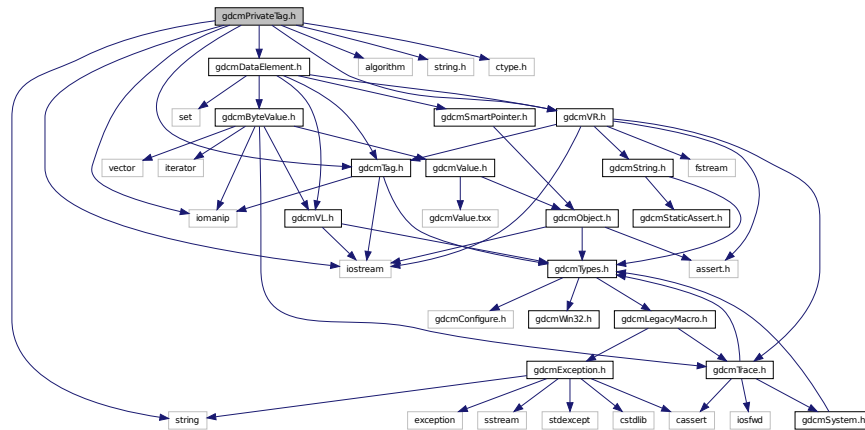 gdcmPrivateTag.h
gdcmDataElement.h
algorithm
string.h
ctype.h
set
gdcmByteValue.h
gdcmSmartPointer.h
gdcmVR.h
vector
iterator
gdcmTag.h
gdcmValue.h
gdcmString.h
fstream
iomanip
gdcmVL.h
gdcmValue.txx
gdcmObject.h
gdcmStaticAssert.h
iostream
gdcmTypes.h
assert.h
gdcmConfigure.h
gdcmWin32.h
gdcmLegacyMacro.h
gdcmException.h
gdcmTrace.h
string
exception
sstream
stdexcept
cstdlib
cassert
iosfwd
gdcmSystem.h